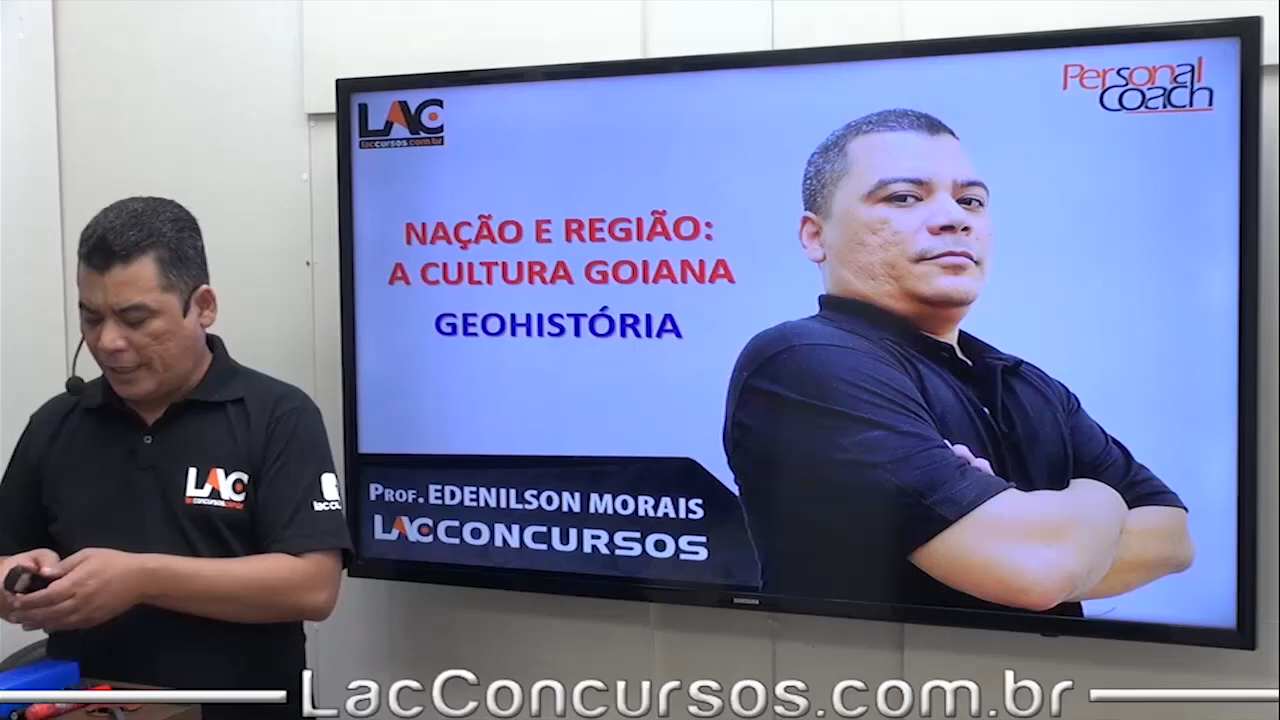 LAC
laccursos.com.br
Personal
Coach
NAÇÃO E REGIÃO:
A CULTURA GOIANA
GEOHISTÓRIA
PROF. EDENILSON MORAIS
LACCONCURSOS
SAMSUNG
LAC
LacConcursos.com.br